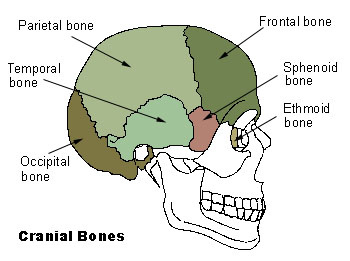 Parietal bone
Frontal bone
Temporal
bone
Sphenoid
bone
Ethmoid
bone
Occipital
bone
Cranial Bones